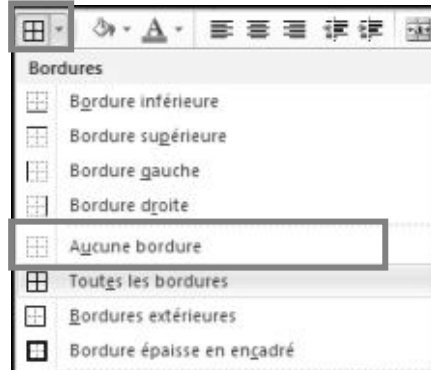 A
Bordures
Bordure inférieure
Bordure supérieure
Bordure gauche
Bordure droite
Aucune bordure
Toutes les bordures
Bordures extérieures
Bordure épaisse en encadré